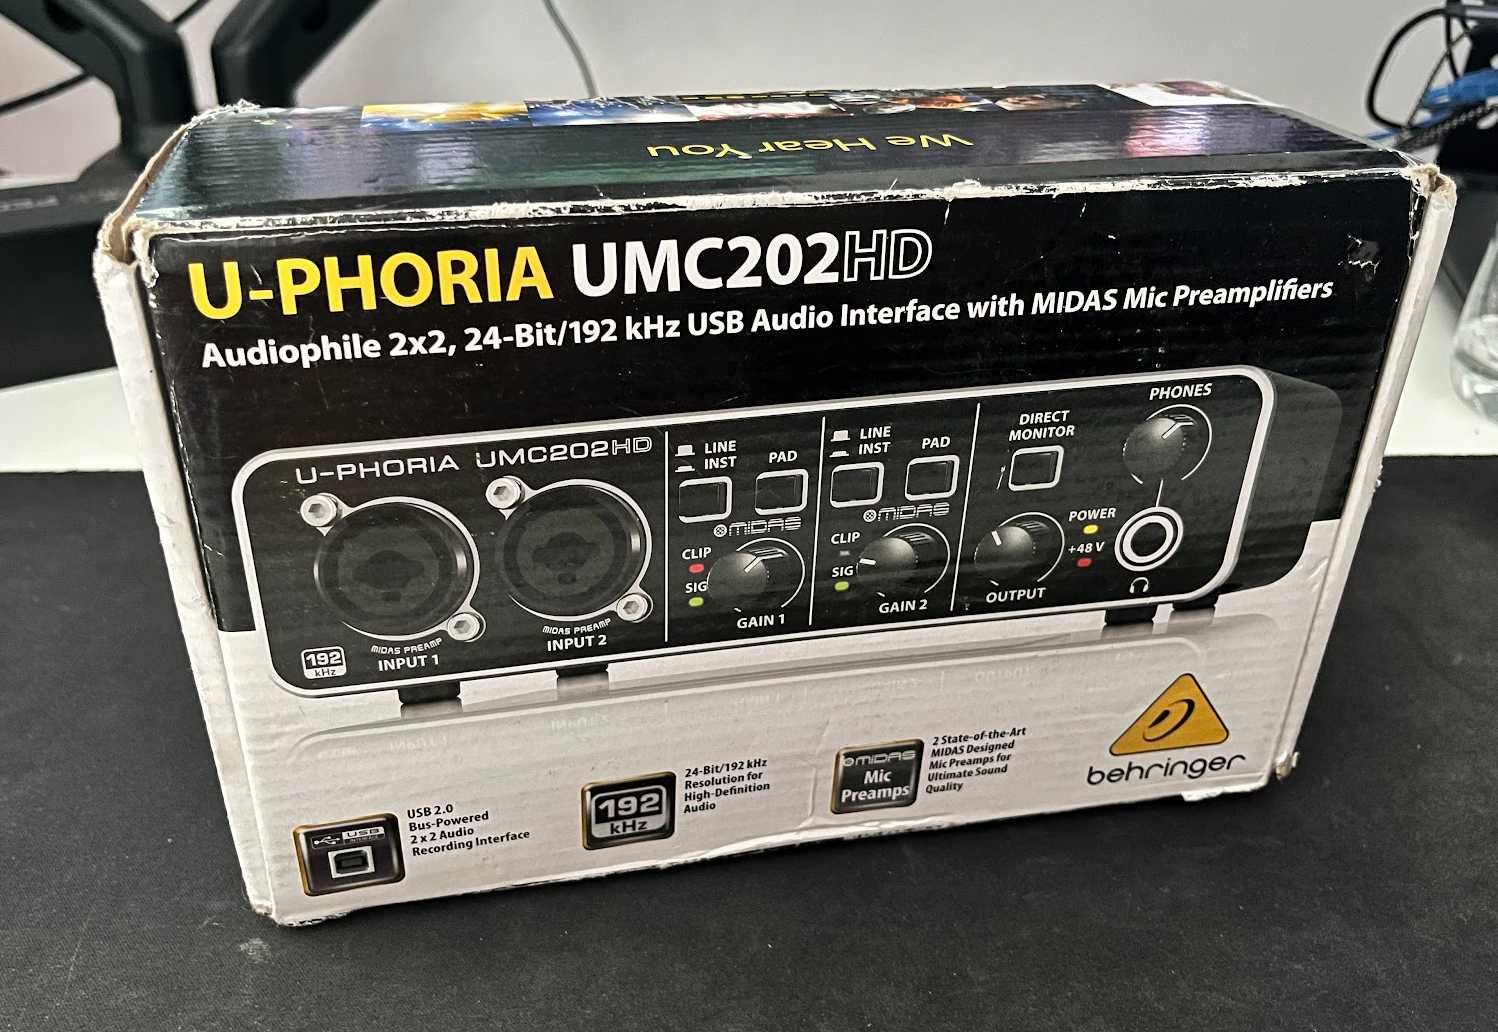 We Hear You
U-PHORIA UMC202HD
Audiophile 2x2, 24-Bit/192 kHz USB Audio Interface with MIDAS Mic Preamplifiers
U-PHORIA UMC202HD
LINE
INST
PAD
MIDAS
CLIP
SIG
GAIN 1
LINE
INST
PAD
MIDAS
CLIP
SIG
GAIN 2
DIRECT
MONITOR
PHONES
POWER
+48 V
OUTPUT
MIDAS PREAMP
INPUT 1
MIDAS PREAMP
INPUT 2
192
kHz
USB
INTERFACE
USB 2.0
Bus-Powered
2 x 2 Audio
Recording Interface
192
kHz
24-Bit/192 kHz
Resolution for
High-Definition
Audio
MIDAS
Mic
Preamps
2 State-of-the-Art
MIDAS Designed
Mic Preamps for
Ultimate Sound
Quality
behringer